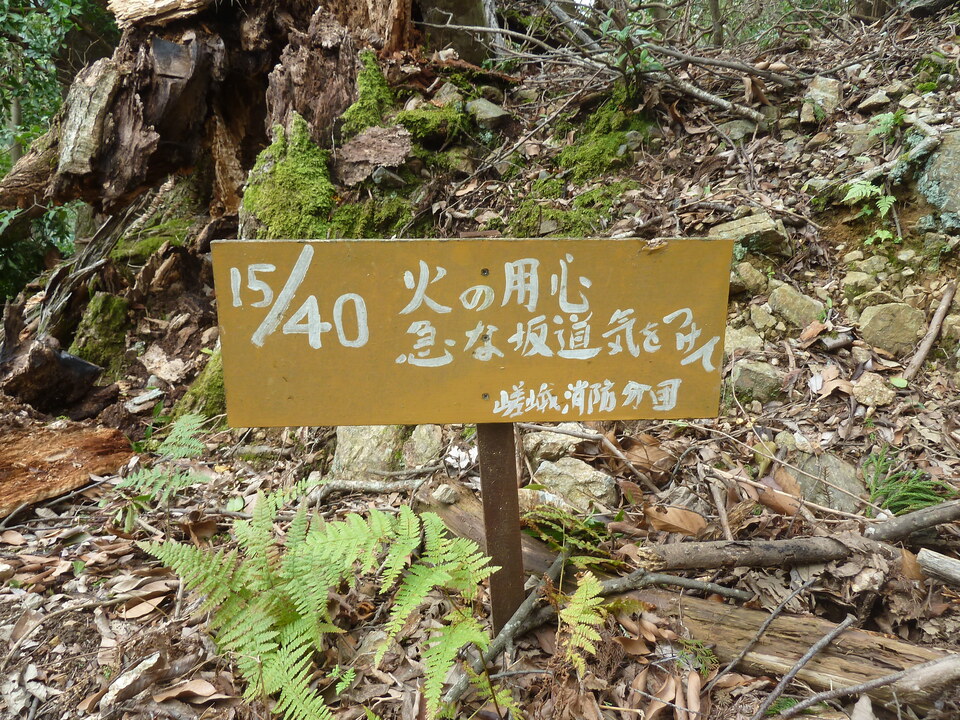 15/40
火の用心
急な坂道気をつけて
嵯峨消防分団